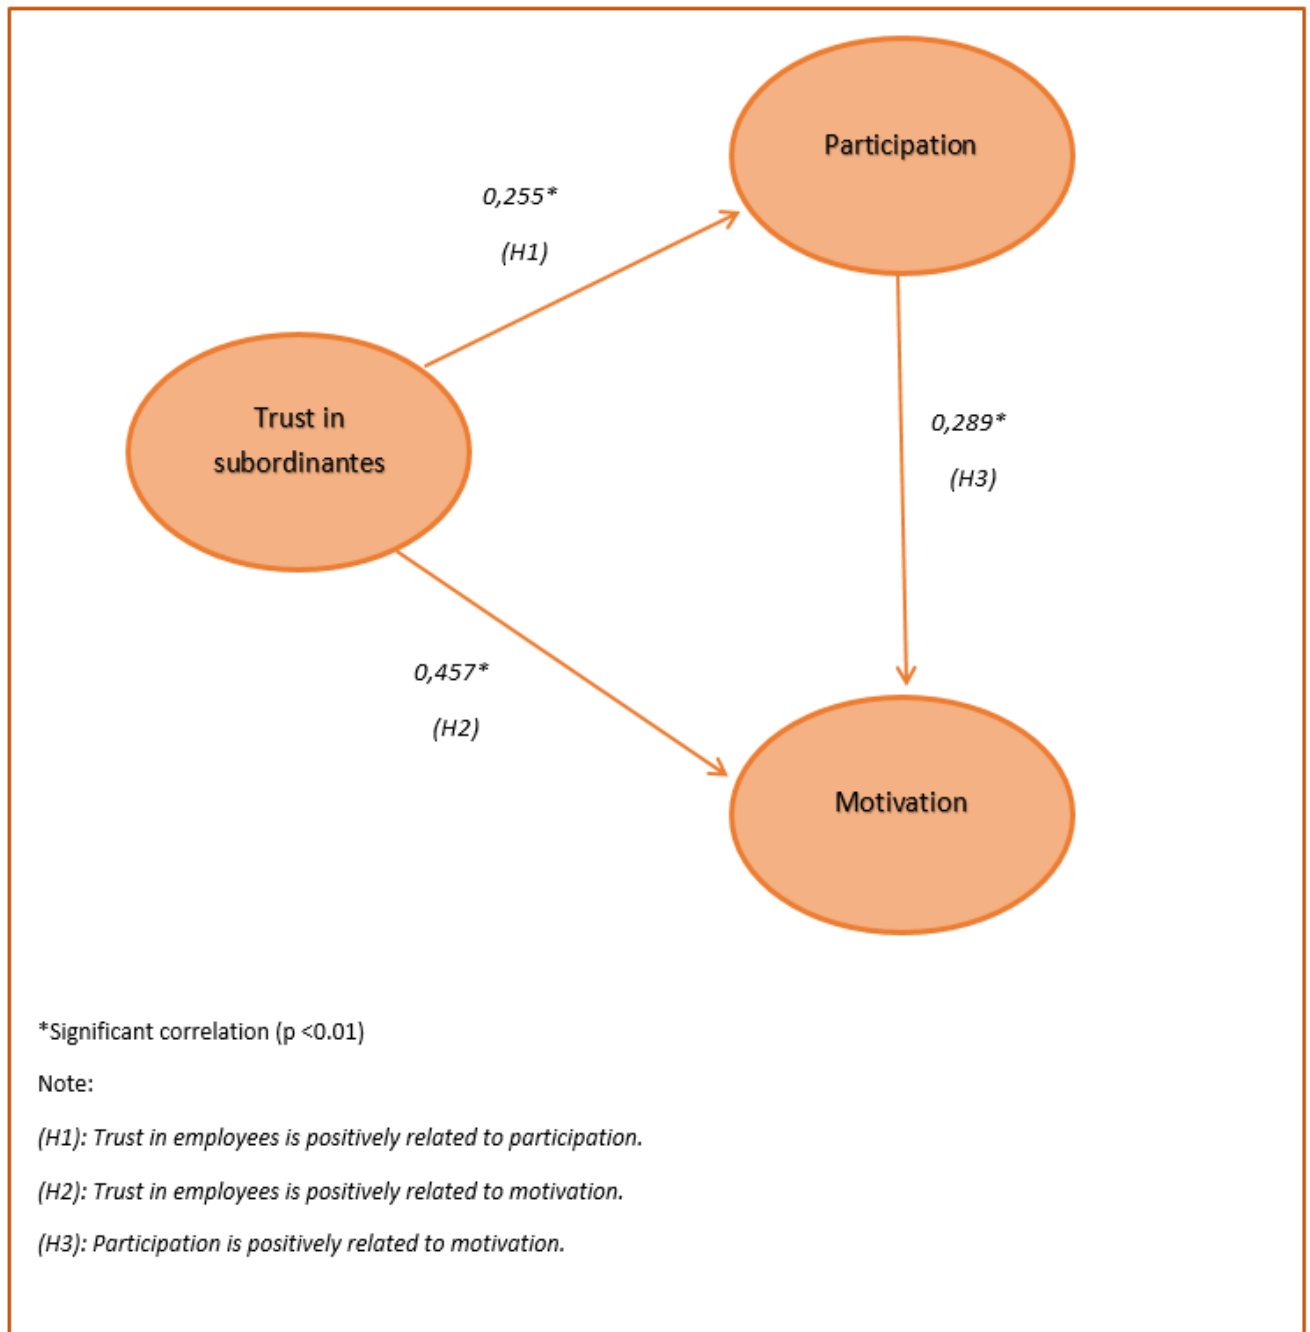 Participation
0,255*
(H1)
Trust in
subordinantes
0,289*
(H3)
0,457*
(H2)
Motivation
*Significant correlation (p <0.01)
Note:
(H1): Trust in employees is positively related to participation.
(H2): Trust in employees is positively related to motivation.
(H3): Participation is positively related to motivation.